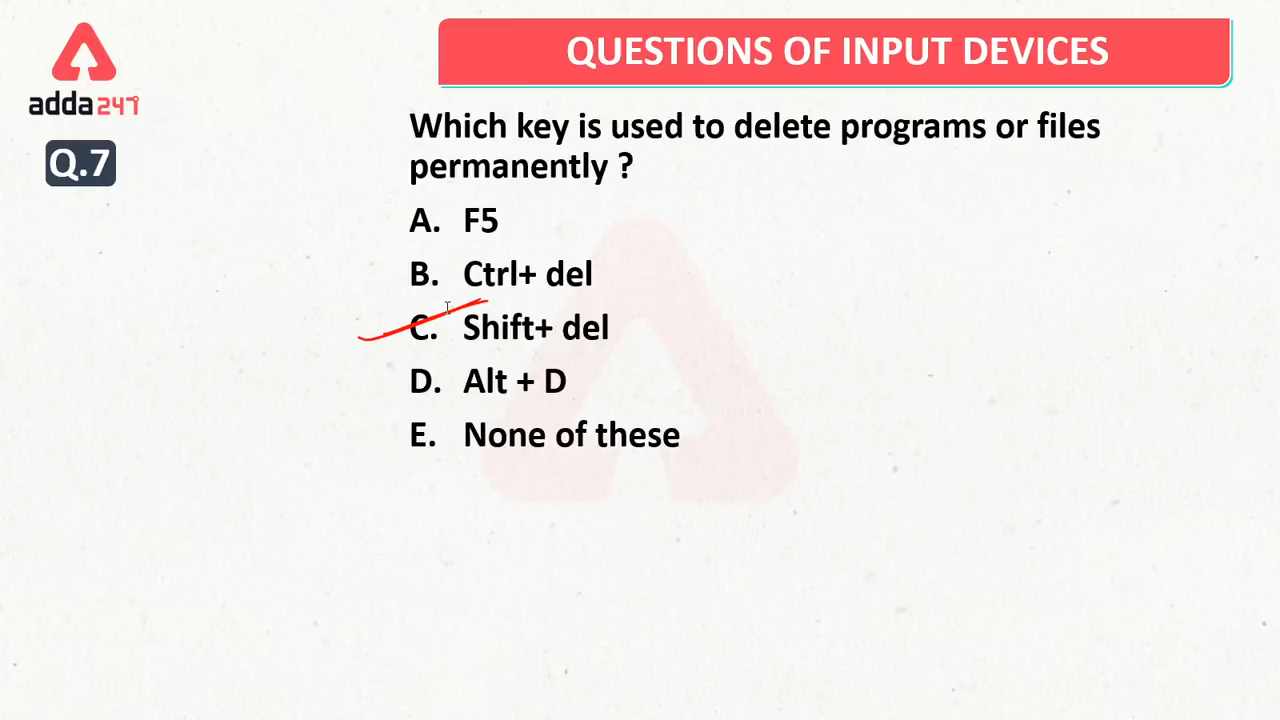 QUESTIONS OF INPUT DEVICES
adda247
Q.7
Which key is used to delete programs or files
permanently ?
A. F5
B. Ctrl+ del
C. Shift+ del
D. Alt + D
E. None of these